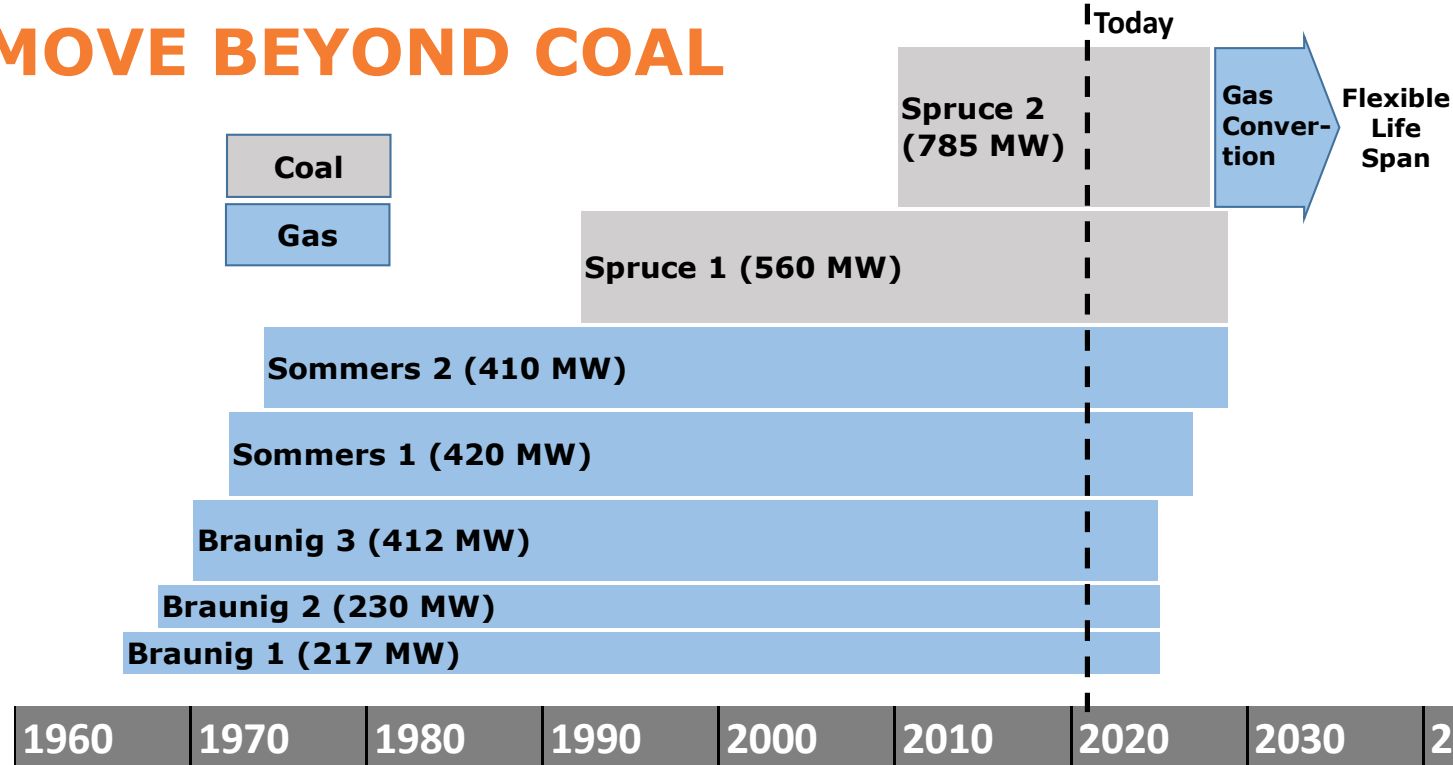 MOVE BEYOND COAL
Today
Coal
Gas
Spruce 2
(785 MW)
Gas
Conver-
tion
Flexible
Life
Span
Spruce 1 (560 MW)
Sommers 2 (410 MW)
Sommers 1 (420 MW)
Braunig 3 (412 MW)
Braunig 2 (230 MW)
Braunig 1 (217 MW)
1960 1970 1980 1990 2000 2010 2020 2030